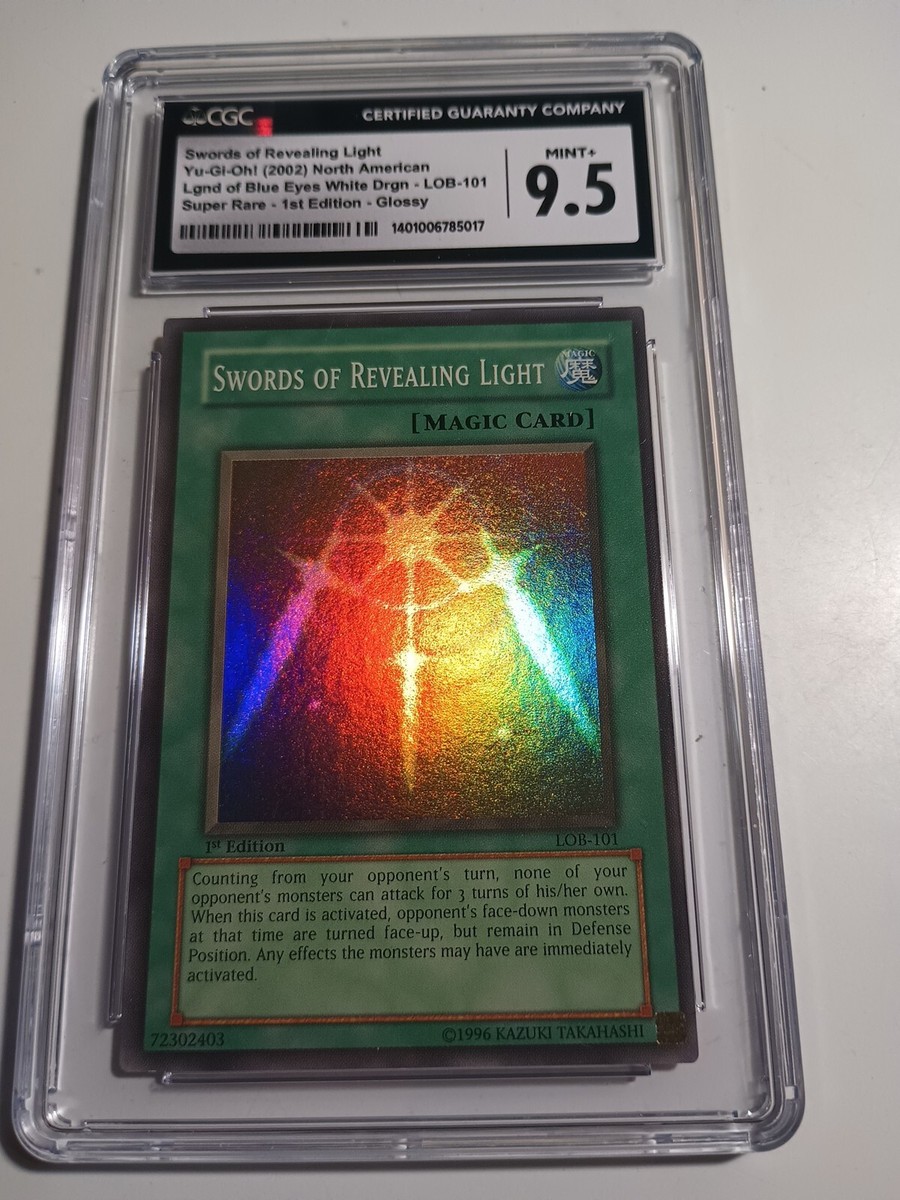 CGC
CERTIFIED GUARANTY COMPANY
Swords of Revealing Light
Yu-Gi-Oh! (2002) North American
Lgnd of Blue Eyes White Drgn - LOB-101
Super Rare - 1st Edition - Glossy
1401006785017
MINT+
9.5
SWORDS OF REVEALING LIGHT
MAGIC
魔
[MAGIC CARD]
1st Edition
LOB-101
Counting from your opponent's turn, none of your
opponent's monsters can attack for 3 turns of his/her own.
When this card is activated, opponent's face-down monsters
at that time are turned face-up, but remain in Defense
Position. Any effects the monsters may have are immediately
activated.
72302403
©1996 KAZUKI TAKAHASHI